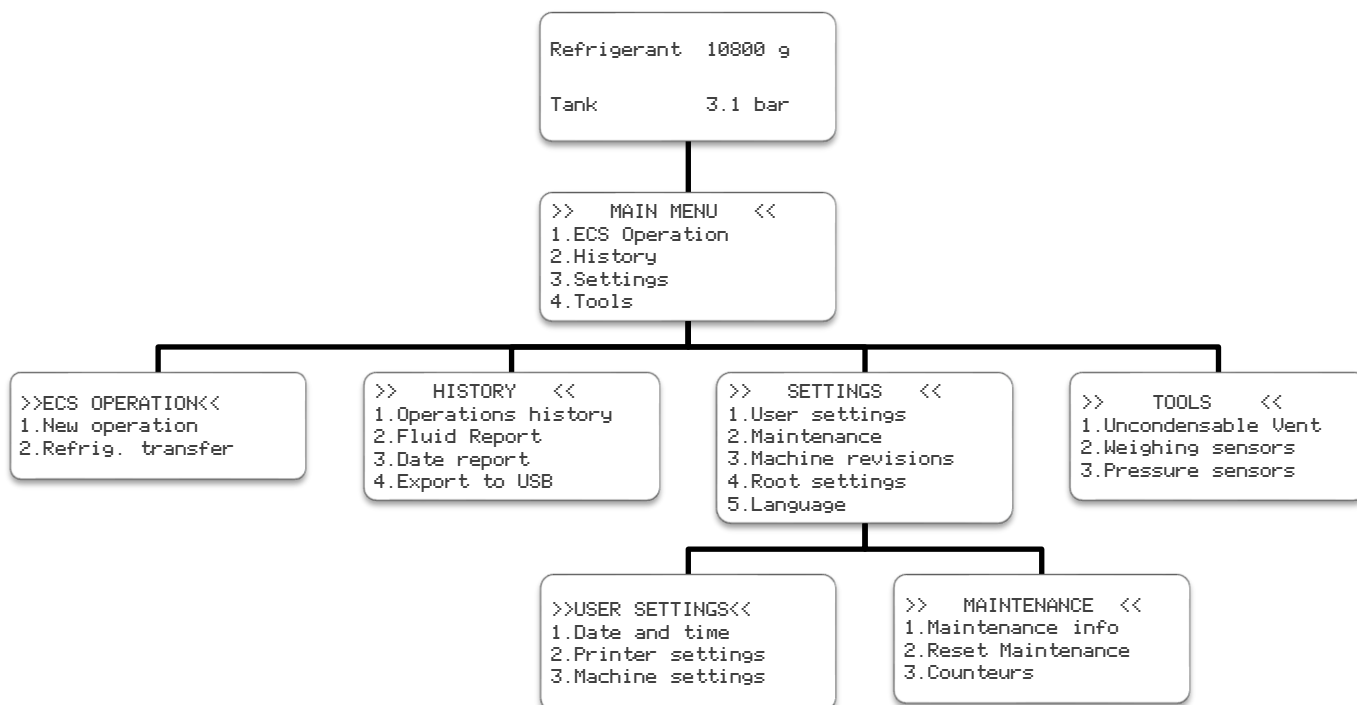 Refrigerant 10800 g
Tank 3.1 bar
>> MAIN MENU <<
1.ECS Operation
2.History
3.Settings
4.Tools
>>ECS OPERATION<<
1.New operation
2.Refrig. transfer
>> HISTORY <<
1.Operations history
2.Fluid Report
3.Date report
4.Export to USB
>> SETTINGS <<
1.User settings
2.Maintenance
3.Machine revisions
4.Root settings
5.Language
>> TOOLS <<
1.Uncondensable Vent
2.Weighing sensors
3.Pressure sensors
>>USER SETTINGS<<
1.Date and time
2.Printer settings
3.Machine settings
>> MAINTENANCE <<
1.Maintenance info
2.Reset Maintenance
3.Counteurs